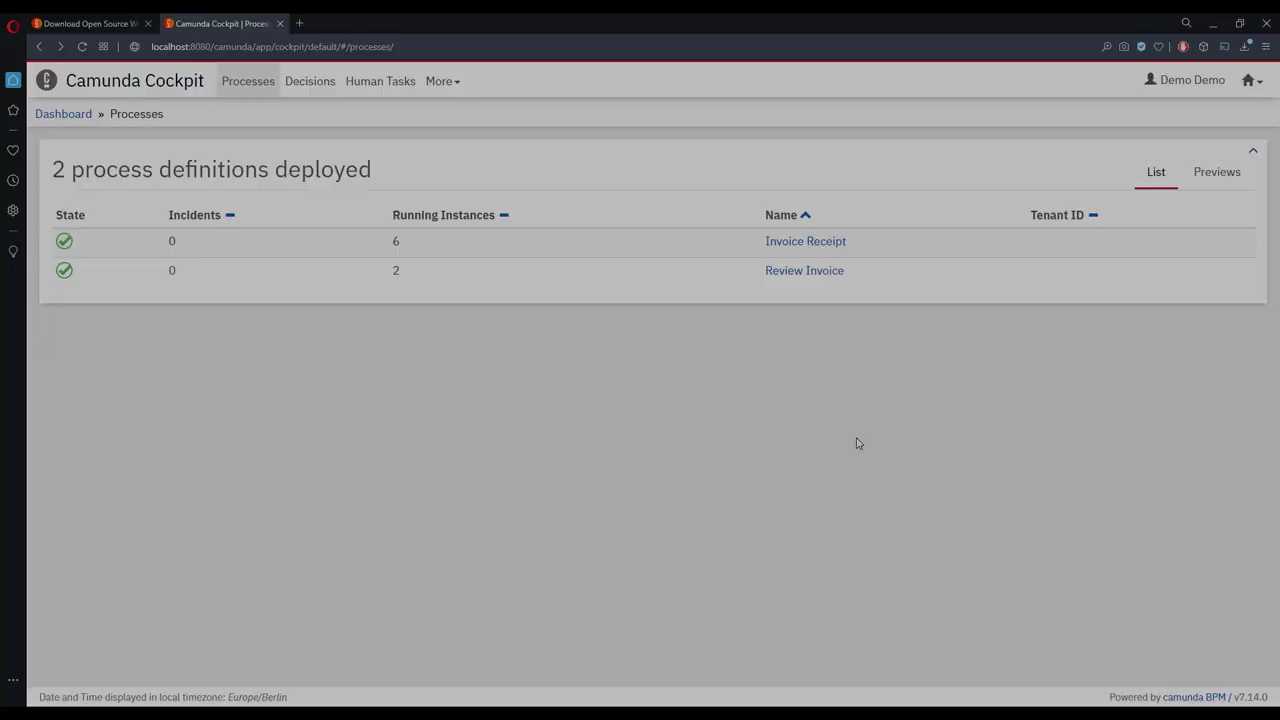 Download Open Source W
Camunda Cockpit | Proces
localhost:8080/camunda/app/cockpit/default/#/processes/
Camunda Cockpit
Processes
Decisions
Human Tasks
More
Demo Demo
Dashboard » Processes
2 process definitions deployed
List
Previews
State
Incidents
Running Instances
Name
Tenant ID
0
6
Invoice Receipt
0
2
Review Invoice
Date and Time displayed in local timezone: Europe/Berlin
Powered by camunda BPM / v7.14.0